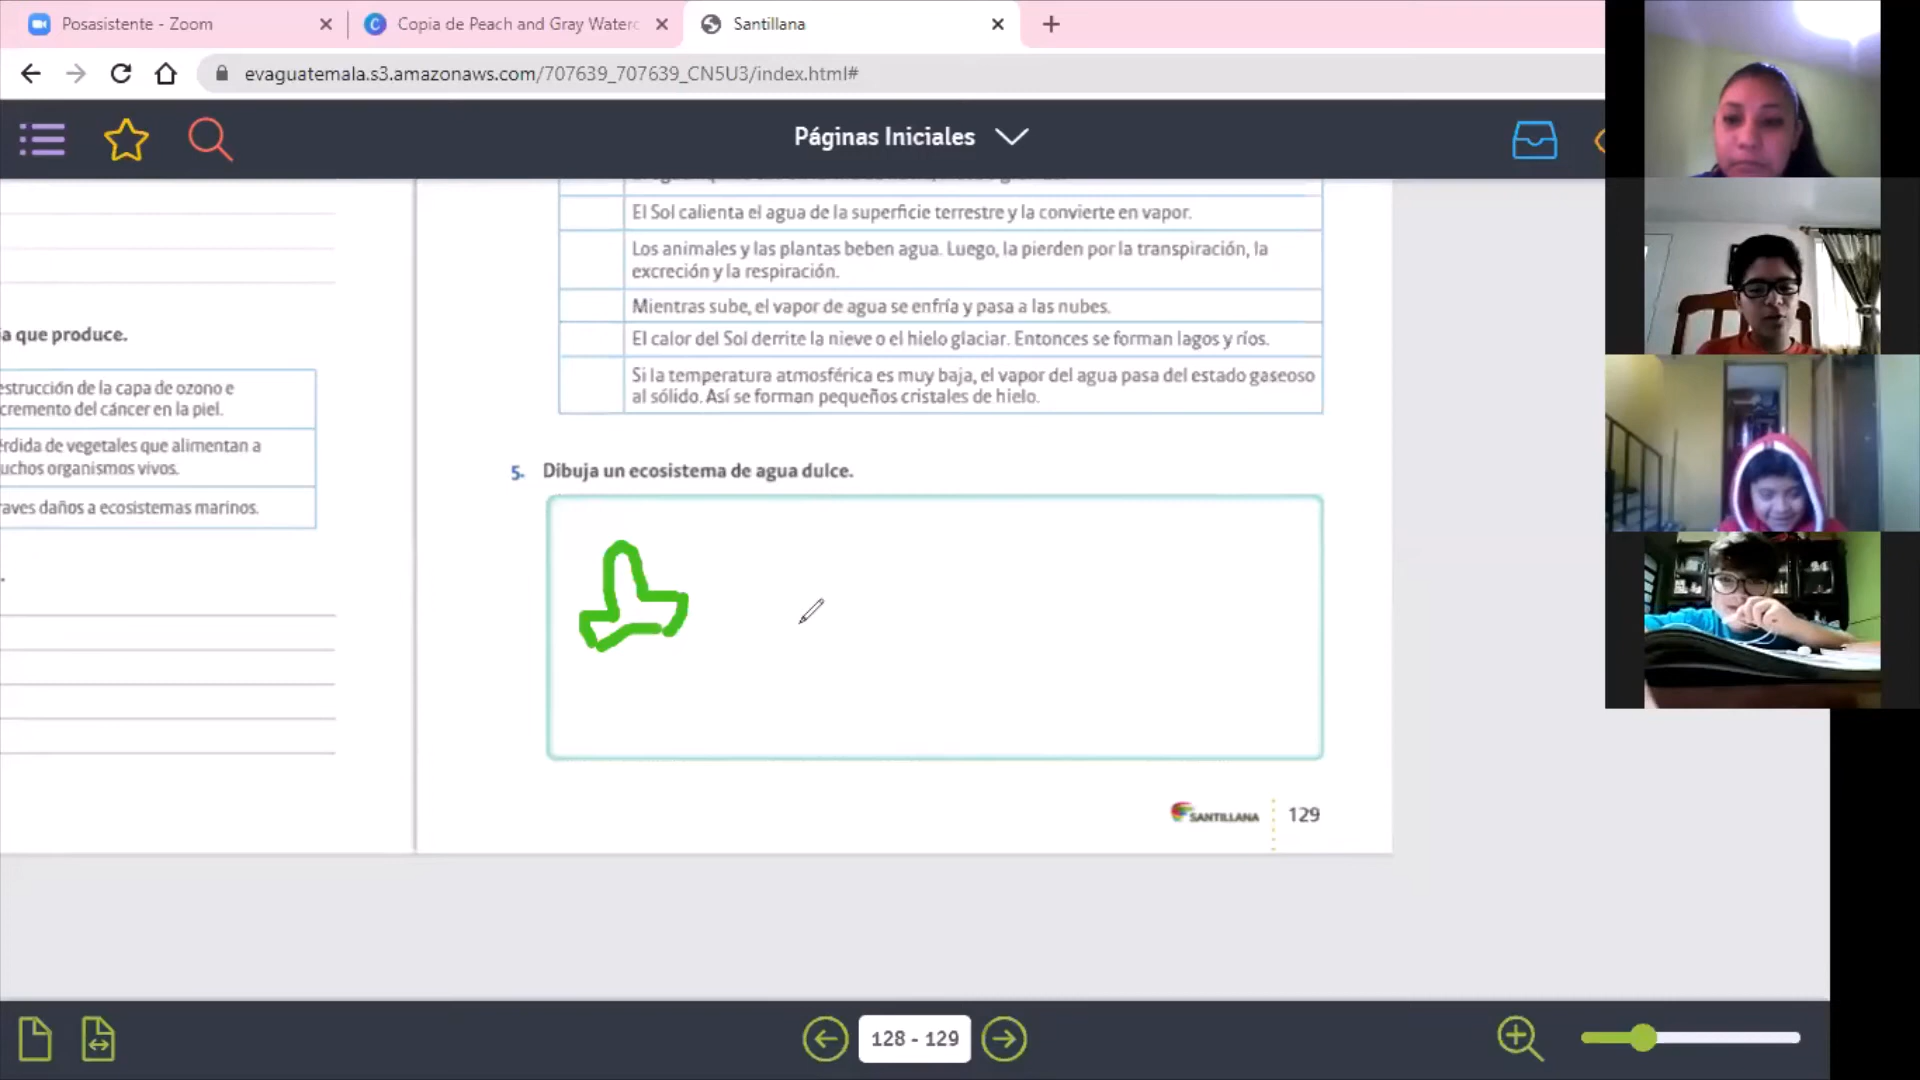 Posasistente - Zoom
Copia de Peach and Gray Waterc
Santillana
evaguatemala.s3.amazonaws.com/707639_707639_CN5U3/index.html#
Páginas Iniciales
ia que produce.
estrucción de la capa de ozono e
cremento del cáncer en la piel.
érdida de vegetales que alimentan a
uchos organismos vivos.
raves daños a ecosistemas marinos.
El Sol calienta el agua de la superficie terrestre y la convierte en vapor.
Los animales y las plantas beben agua. Luego, la pierden por la transpiración, la
excreción y la respiración.
Mientras sube, el vapor de agua se enfría y pasa a las nubes.
El calor del Sol derrite la nieve o el hielo glaciar. Entonces se forman lagos y ríos.
Si la temperatura atmosférica es muy baja, el vapor del agua pasa del estado gaseoso
al sólido. Así se forman pequeños cristales de hielo.
5. Dibuja un ecosistema de agua dulce.
SANTILLANA 129
128 - 129